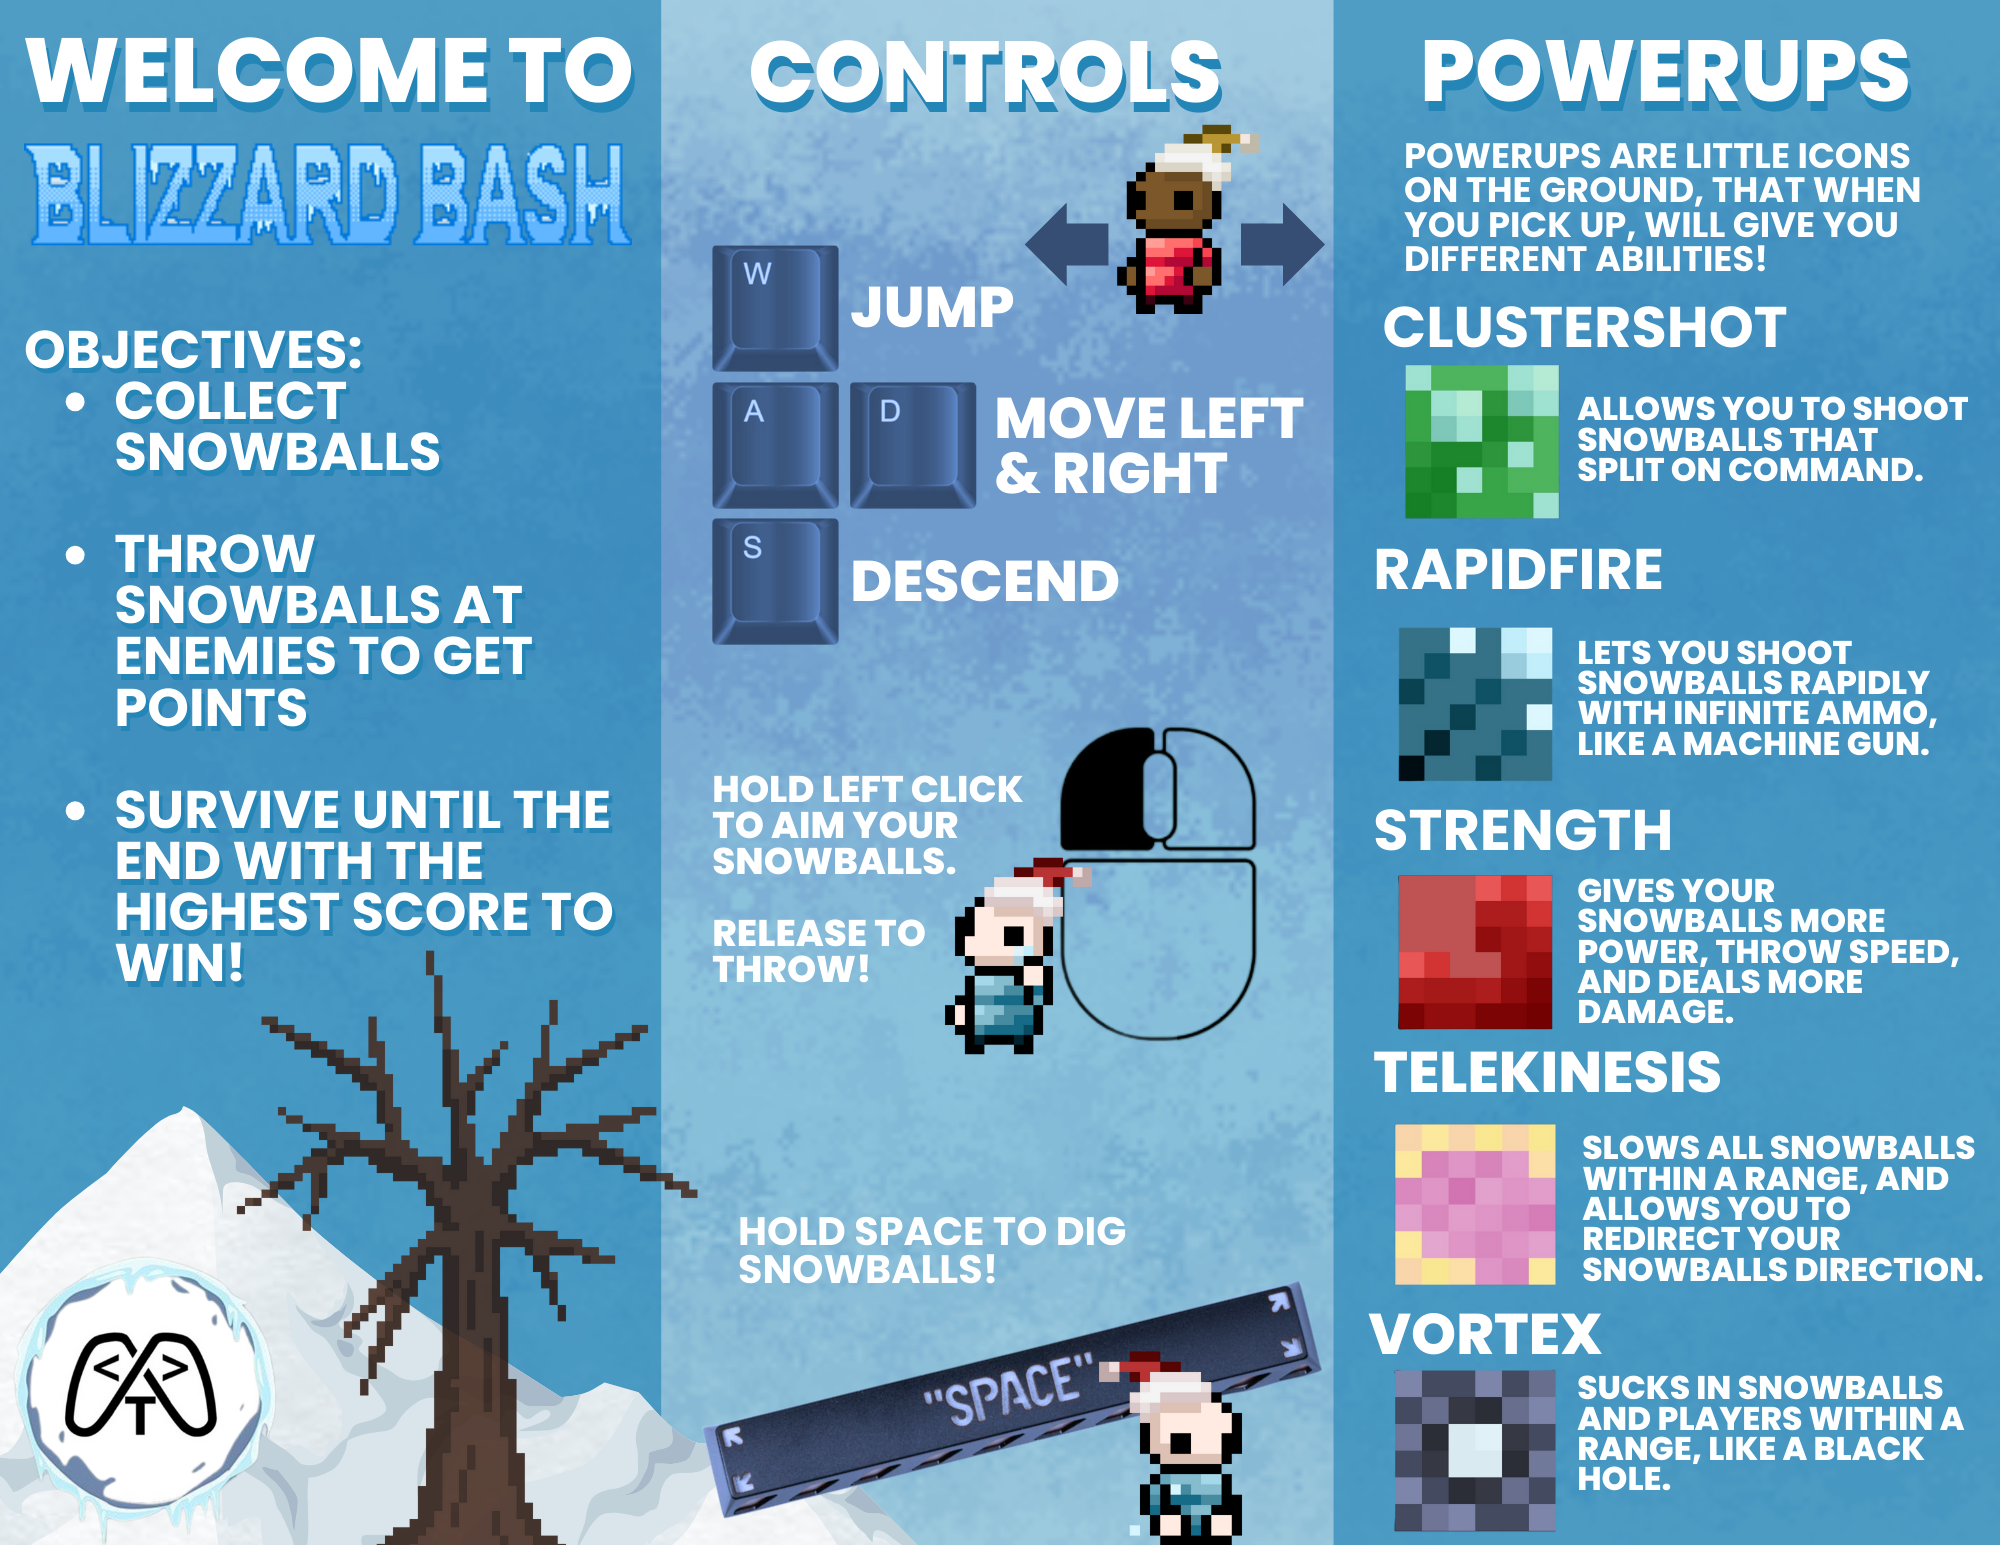 WELCOME TO
BLIZZARD BASH
OBJECTIVES:
• COLLECT
SNOWBALLS
• THROW
SNOWBALLS AT
ENEMIES TO GET
POINTS
• SURVIVE UNTIL THE
END WITH THE
HIGHEST SCORE TO
WIN!
<T>
CONTROLS
W
JUMP
A
D
MOVE LEFT
& RIGHT
S
DESCEND
HOLD LEFT CLICK
TO AIM YOUR
SNOWBALLS.
RELEASE TO
THROW!
HOLD SPACE TO DIG
SNOWBALLS!
"SPACE"
POWERUPS
POWERUPS ARE LITTLE ICONS
ON THE GROUND, THAT WHEN
YOU PICK UP, WILL GIVE YOU
DIFFERENT ABILITIES!
CLUSTERSHOT
ALLOWS YOU TO SHOOT
SNOWBALLS THAT
SPLIT ON COMMAND.
RAPIDFIRE
LETS YOU SHOOT
SNOWBALLS RAPIDLY
WITH INFINITE AMMO,
LIKE A MACHINE GUN.
STRENGTH
GIVES YOUR
SNOWBALLS MORE
POWER, THROW SPEED,
AND DEALS MORE
DAMAGE.
TELEKINESIS
SLOWS ALL SNOWBALLS
WITHIN A RANGE, AND
ALLOWS YOU TO
REDIRECT YOUR
SNOWBALLS DIRECTION.
VORTEX
SUCKS IN SNOWBALLS
AND PLAYERS WITHIN A
RANGE, LIKE A BLACK
HOLE.